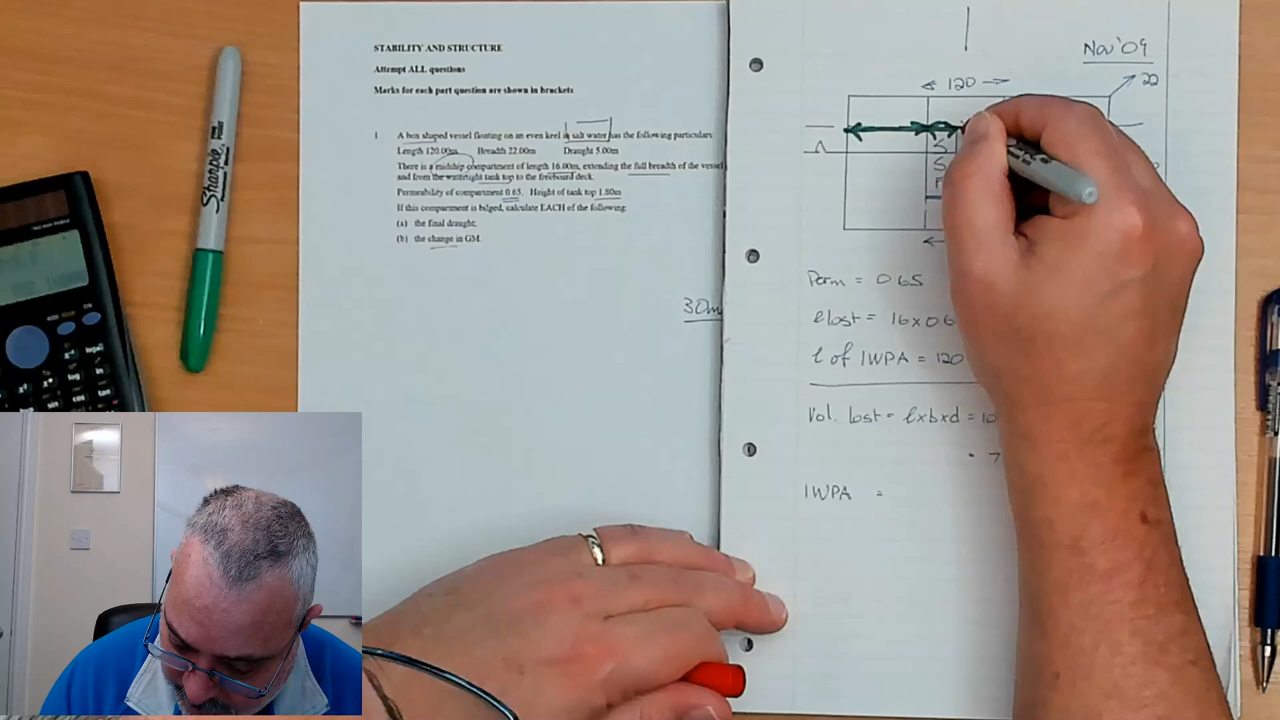 STABILITY AND STRUCTURE
Attempt ALL questions
Marks for each part question are shown in brackets
1. A box shaped vessel floating on an even keel in salt water has the following particulars
Length 120.00m Breadth 22.00m Draught 5.00m
There is a midship compartment of length 16.00m, extending the full breadth of the vessel
and from the watertight tank top to the freeboard deck.
Permeability of compartment 0.65. Height of tank top 1.80m
If this compartment is bilged, calculate EACH of the following:
(a) the final draught;
(b) the change in GM.
30m
Sharpie
Nov '09
120
22
Perm = 0.65
l lost = 16 x 0.6
l of IWPA = 120
Vol. lost = l x b x d = 10
= 7
IWPA =